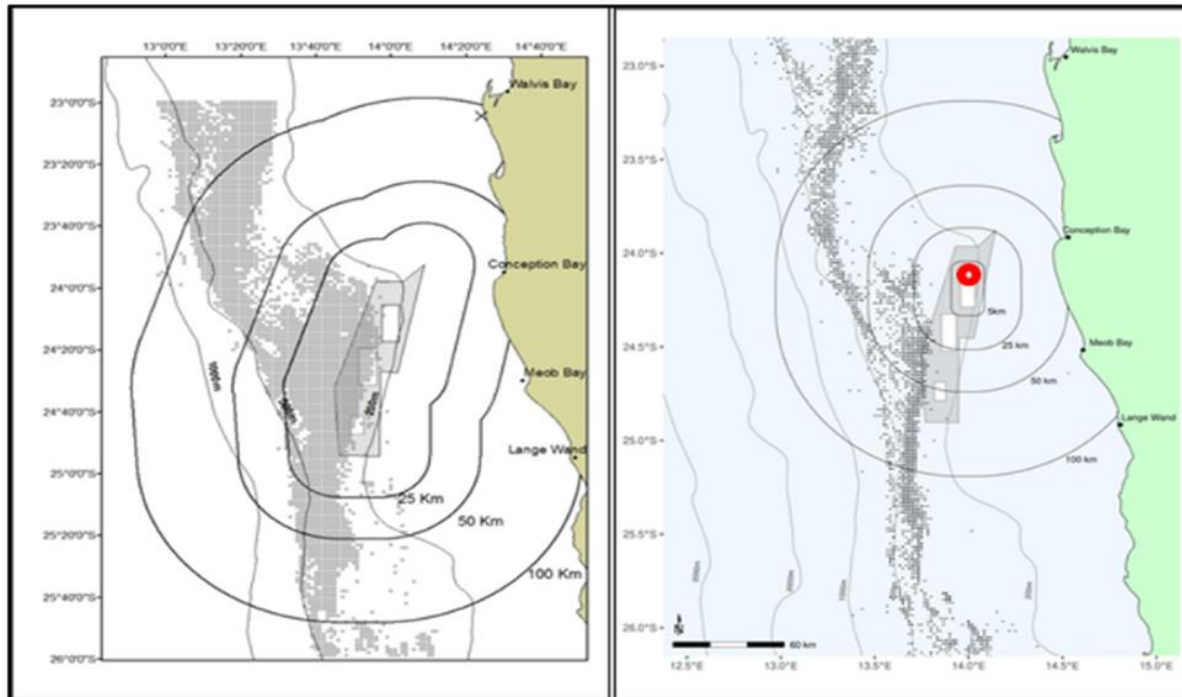 13°0'0"E 13°20'0"E 13°40'0"E 14°0'0"E 14°20'0"E 14°40'0"E
Walvis Bay
23°0'0"S
23°20'0"S
23°40'0"S
Conception Bay
24°0'0"S
24°20'0"S
1000m
Meob Bay
200m
24°40'0"S
Lange Wand
25°0'0"S
25 Km
50 Km
25°20'0"S
100 Km
25°40'0"S
26°0'0"S
Walvis Bay
23.0°S
23.5°S
Conception Bay
24.0°S
5km
25 km
Meob Bay
24.5°S
50 km
Lange Wand
25.0°S
100 km
25.5°S
200m
26.0°S
N
60 km
12.5°E 13.0°E 13.5°E 14.0°E 14.5°E 15.0°E